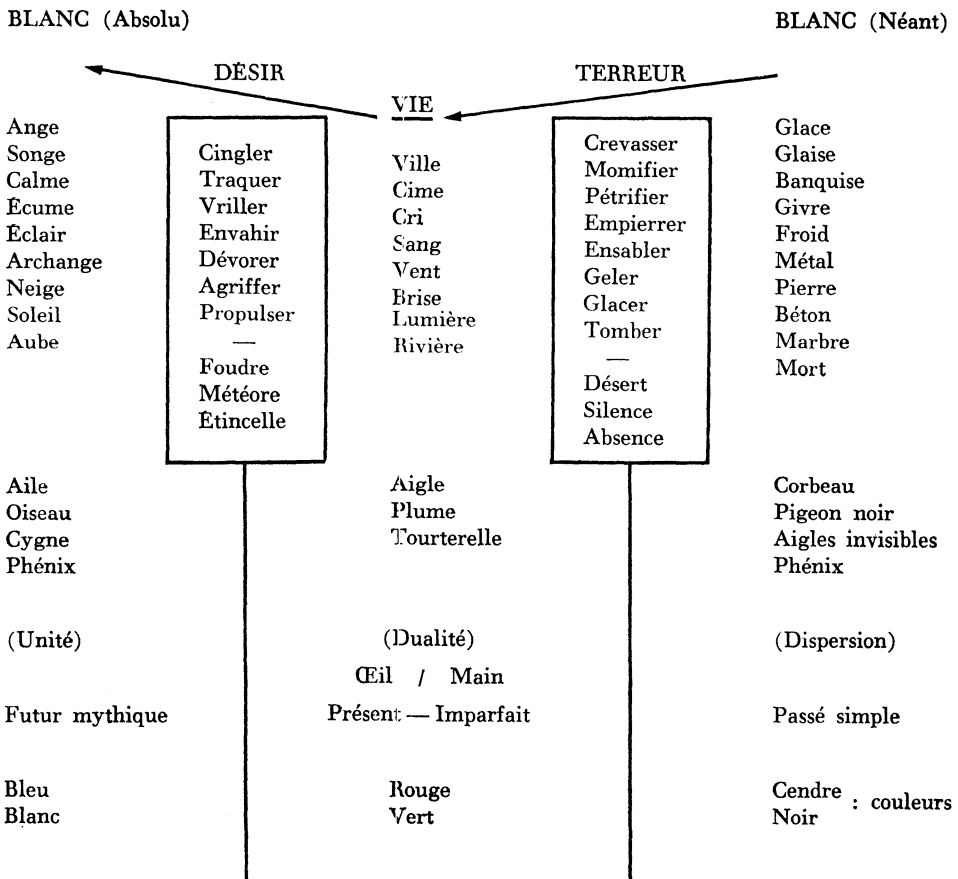 BLANC (Absolu)
BLANC (Néant)
DÉSIR
TERREUR
VIE
Ange
Songe
Calme
Écume
Éclair
Archange
Neige
Soleil
Aube
Cingler
Traquer
Vriller
Envahir
Dévorer
Agriffer
Propulser
—
Foudre
Météore
Étincelle
Ville
Cime
Cri
Sang
Vent
Brise
Lumière
Rivière
Crevasser
Momifier
Pétrifier
Empierrer
Ensabler
Geler
Glacer
Tomber
—
Désert
Silence
Absence
Glace
Glaise
Banquise
Givre
Froid
Métal
Pierre
Béton
Marbre
Mort
Aile
Oiseau
Cygne
Phénix
Aigle
Plume
Tourterelle
Corbeau
Pigeon noir
Aigles invisibles
Phénix
(Unité)
(Dualité)
(Dispersion)
Œil / Main
Futur mythique
Présent — Imparfait
Passé simple
Bleu
Blanc
Rouge
Vert
Cendre
Noir
: couleurs